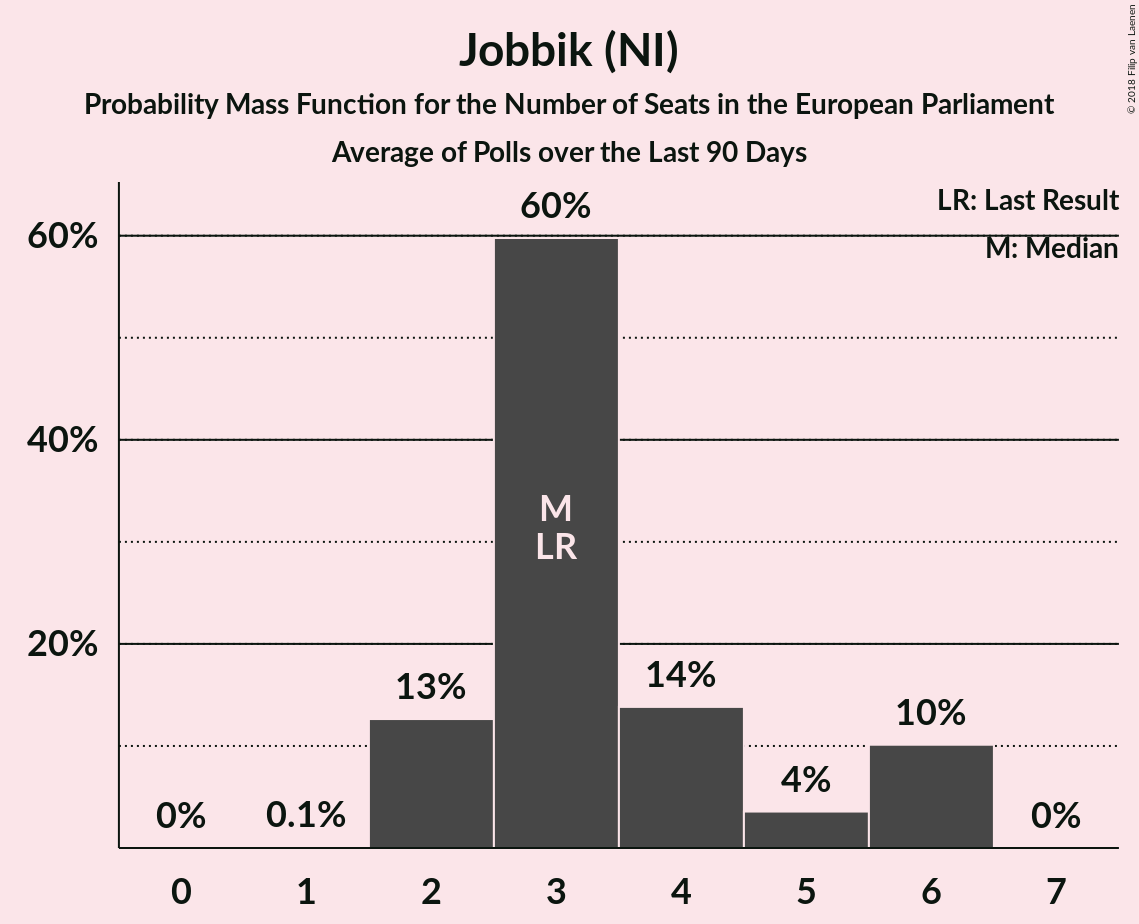 Jobbik (NI)
Probability Mass Function for the Number of Seats in the European Parliament
Average of Polls over the Last 90 Days
© 2018 Filip van Laenen
LR: Last Result
M: Median
60%
40%
20%
0%
0.1%
13%
60%
14%
4%
10%
0%
M
LR
0 1 2 3 4 5 6 7